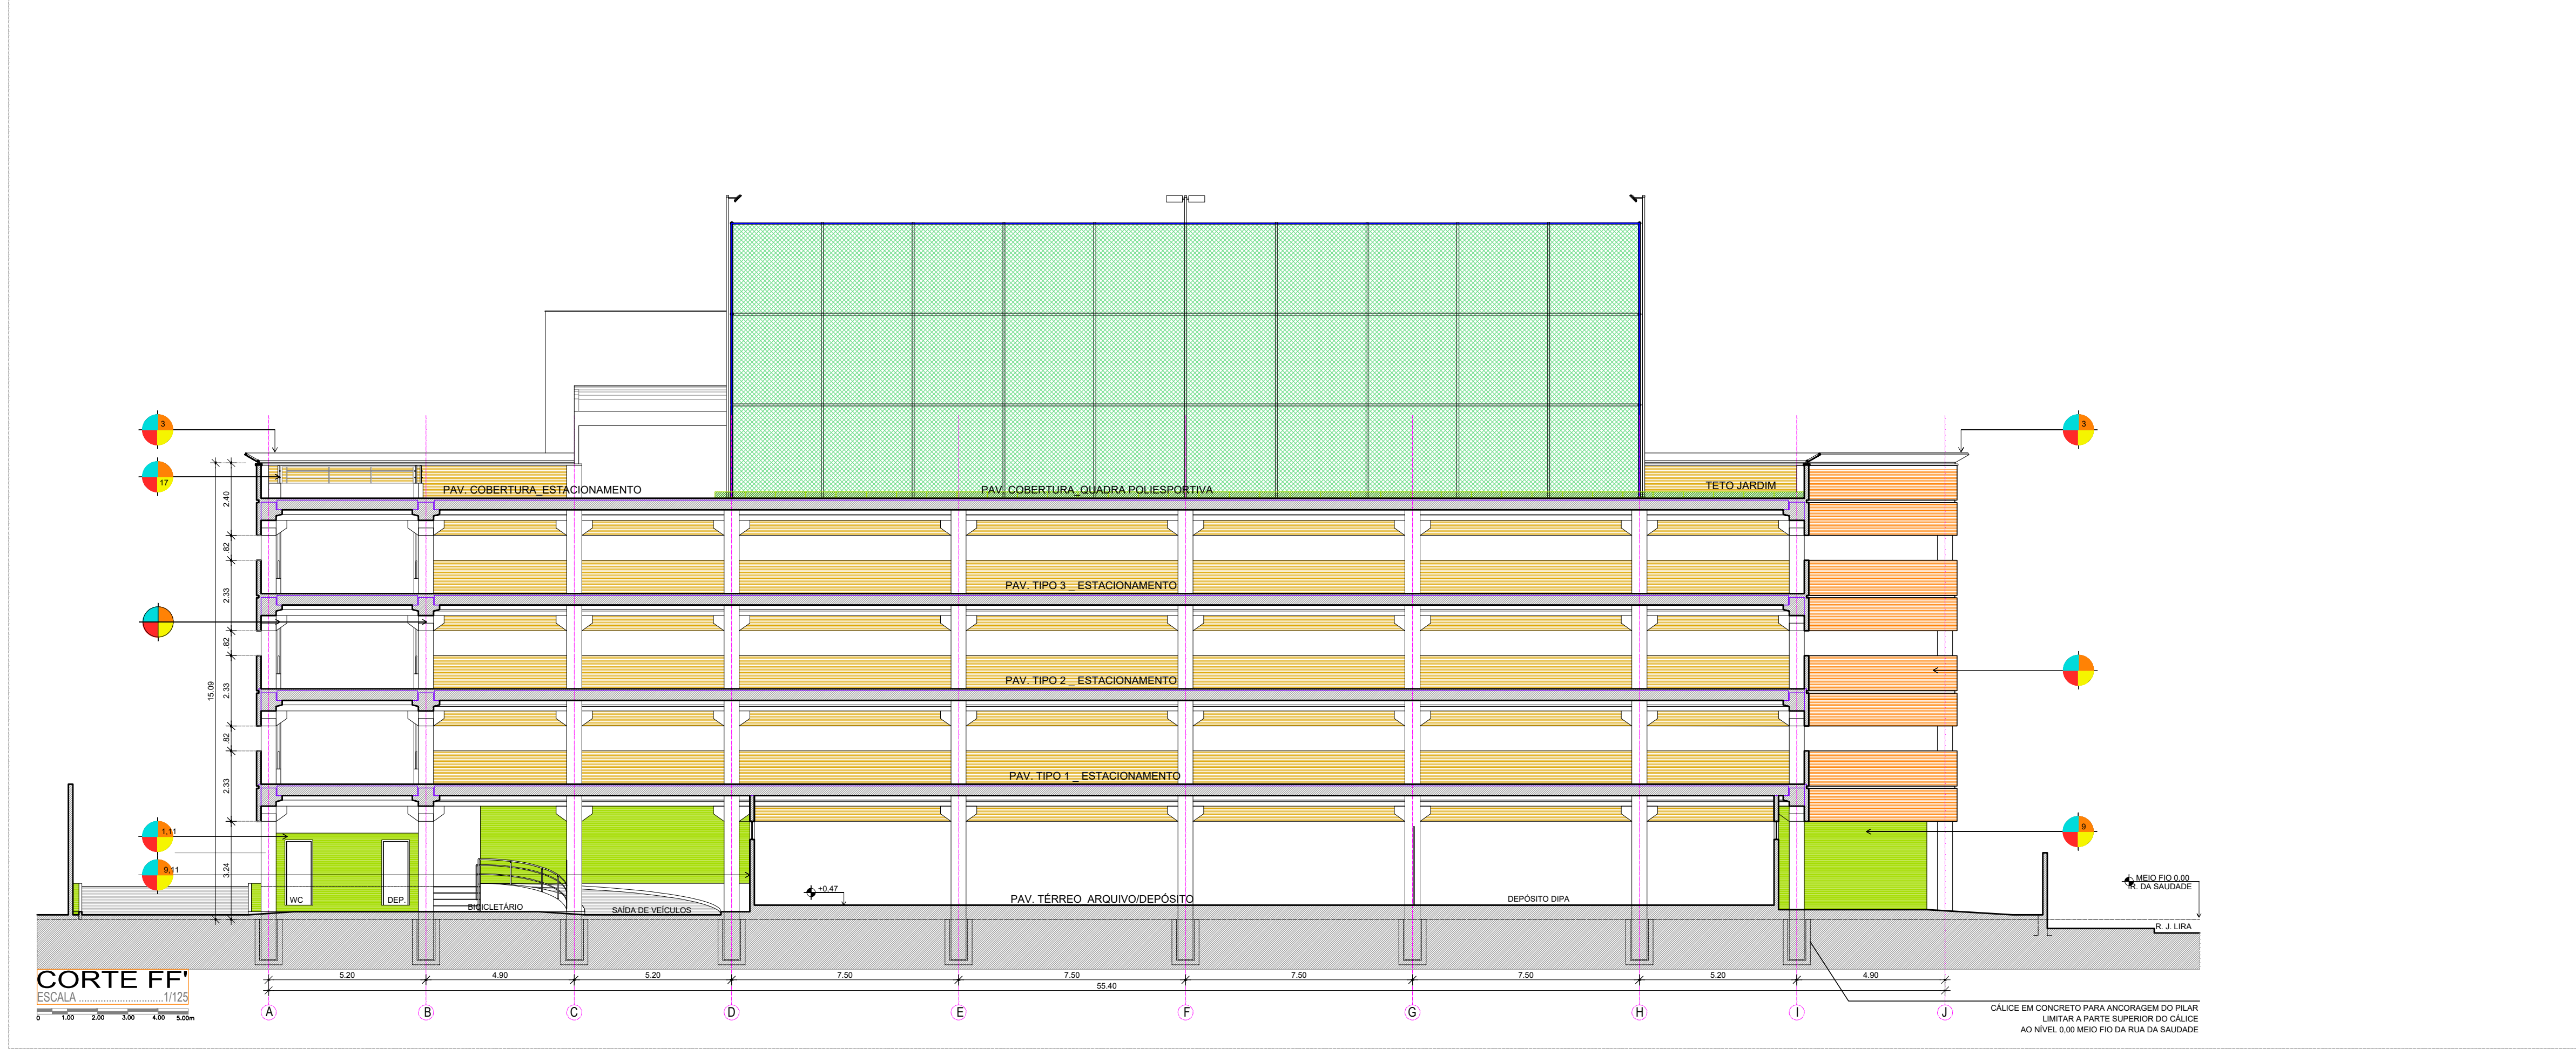 3
3
17
2.40
PAV. COBERTURA_ESTACIONAMENTO
PAV. COBERTURA_QUADRA POLIESPORTIVA
TETO JARDIM
.82
2.33
PAV. TIPO 3 _ ESTACIONAMENTO
.82
15.09
2.33
PAV. TIPO 2 _ ESTACIONAMENTO
.82
2.33
PAV. TIPO 1 _ ESTACIONAMENTO
1,11
9
9,11
3.24
WC
DEP.
BICICLETÁRIO
SAÍDA DE VEÍCULOS
+0,47
PAV. TÉRREO_ARQUIVO/DEPÓSITO
DEPÓSITO DIPA
MEIO FIO 0,00
R. DA SAUDADE
R. J. LIRA
CORTE FF'
ESCALA ............................1/125
0 1.00 2.00 3.00 4.00 5.00m
5.20 4.90 5.20 7.50 7.50 7.50 7.50 5.20 4.90
55.40
A B C D E F G H I J
CÁLICE EM CONCRETO PARA ANCORAGEM DO PILAR
LIMITAR A PARTE SUPERIOR DO CÁLICE
AO NÍVEL 0,00 MEIO FIO DA RUA DA SAUDADE